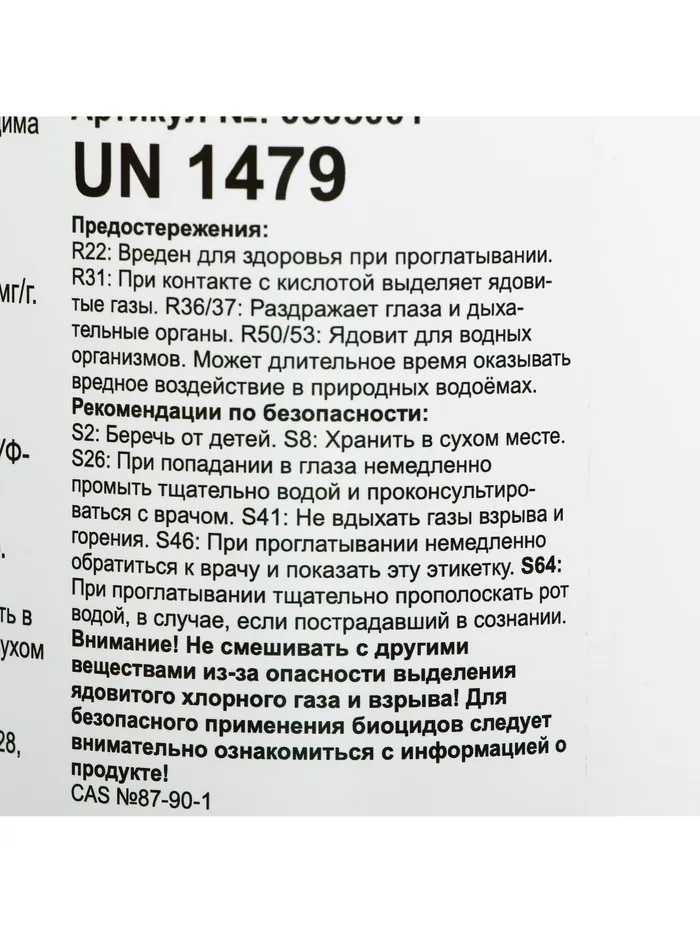 Артикул №:
UN 1479
Предостережения:
R22: Вреден для здоровья при проглатывании.
R31: При контакте с кислотой выделяет ядови-
тые газы. R36/37: Раздражает глаза и дыха-
тельные органы. R50/53: Ядовит для водных
организмов. Может длительное время оказывать
вредное воздействие в природных водоёмах.
Рекомендации по безопасности:
S2: Беречь от детей. S8: Хранить в сухом месте.
S26: При попадании в глаза немедленно
промыть тщательно водой и проконсультиро-
ваться с врачом. S41: Не вдыхать газы взрыва и
горения. S46: При проглатывании немедленно
обратиться к врачу и показать эту этикетку. S64:
При проглатывании тщательно прополоскать рот
водой, в случае, если пострадавший в сознании.
Внимание! Не смешивать с другими
веществами из-за опасности выделения
ядовитого хлорного газа и взрыва! Для
безопасного применения биоцидов следует
внимательно ознакомиться с информацией о
продукте!
CAS №87-90-1
мг/г.
ть в
28,